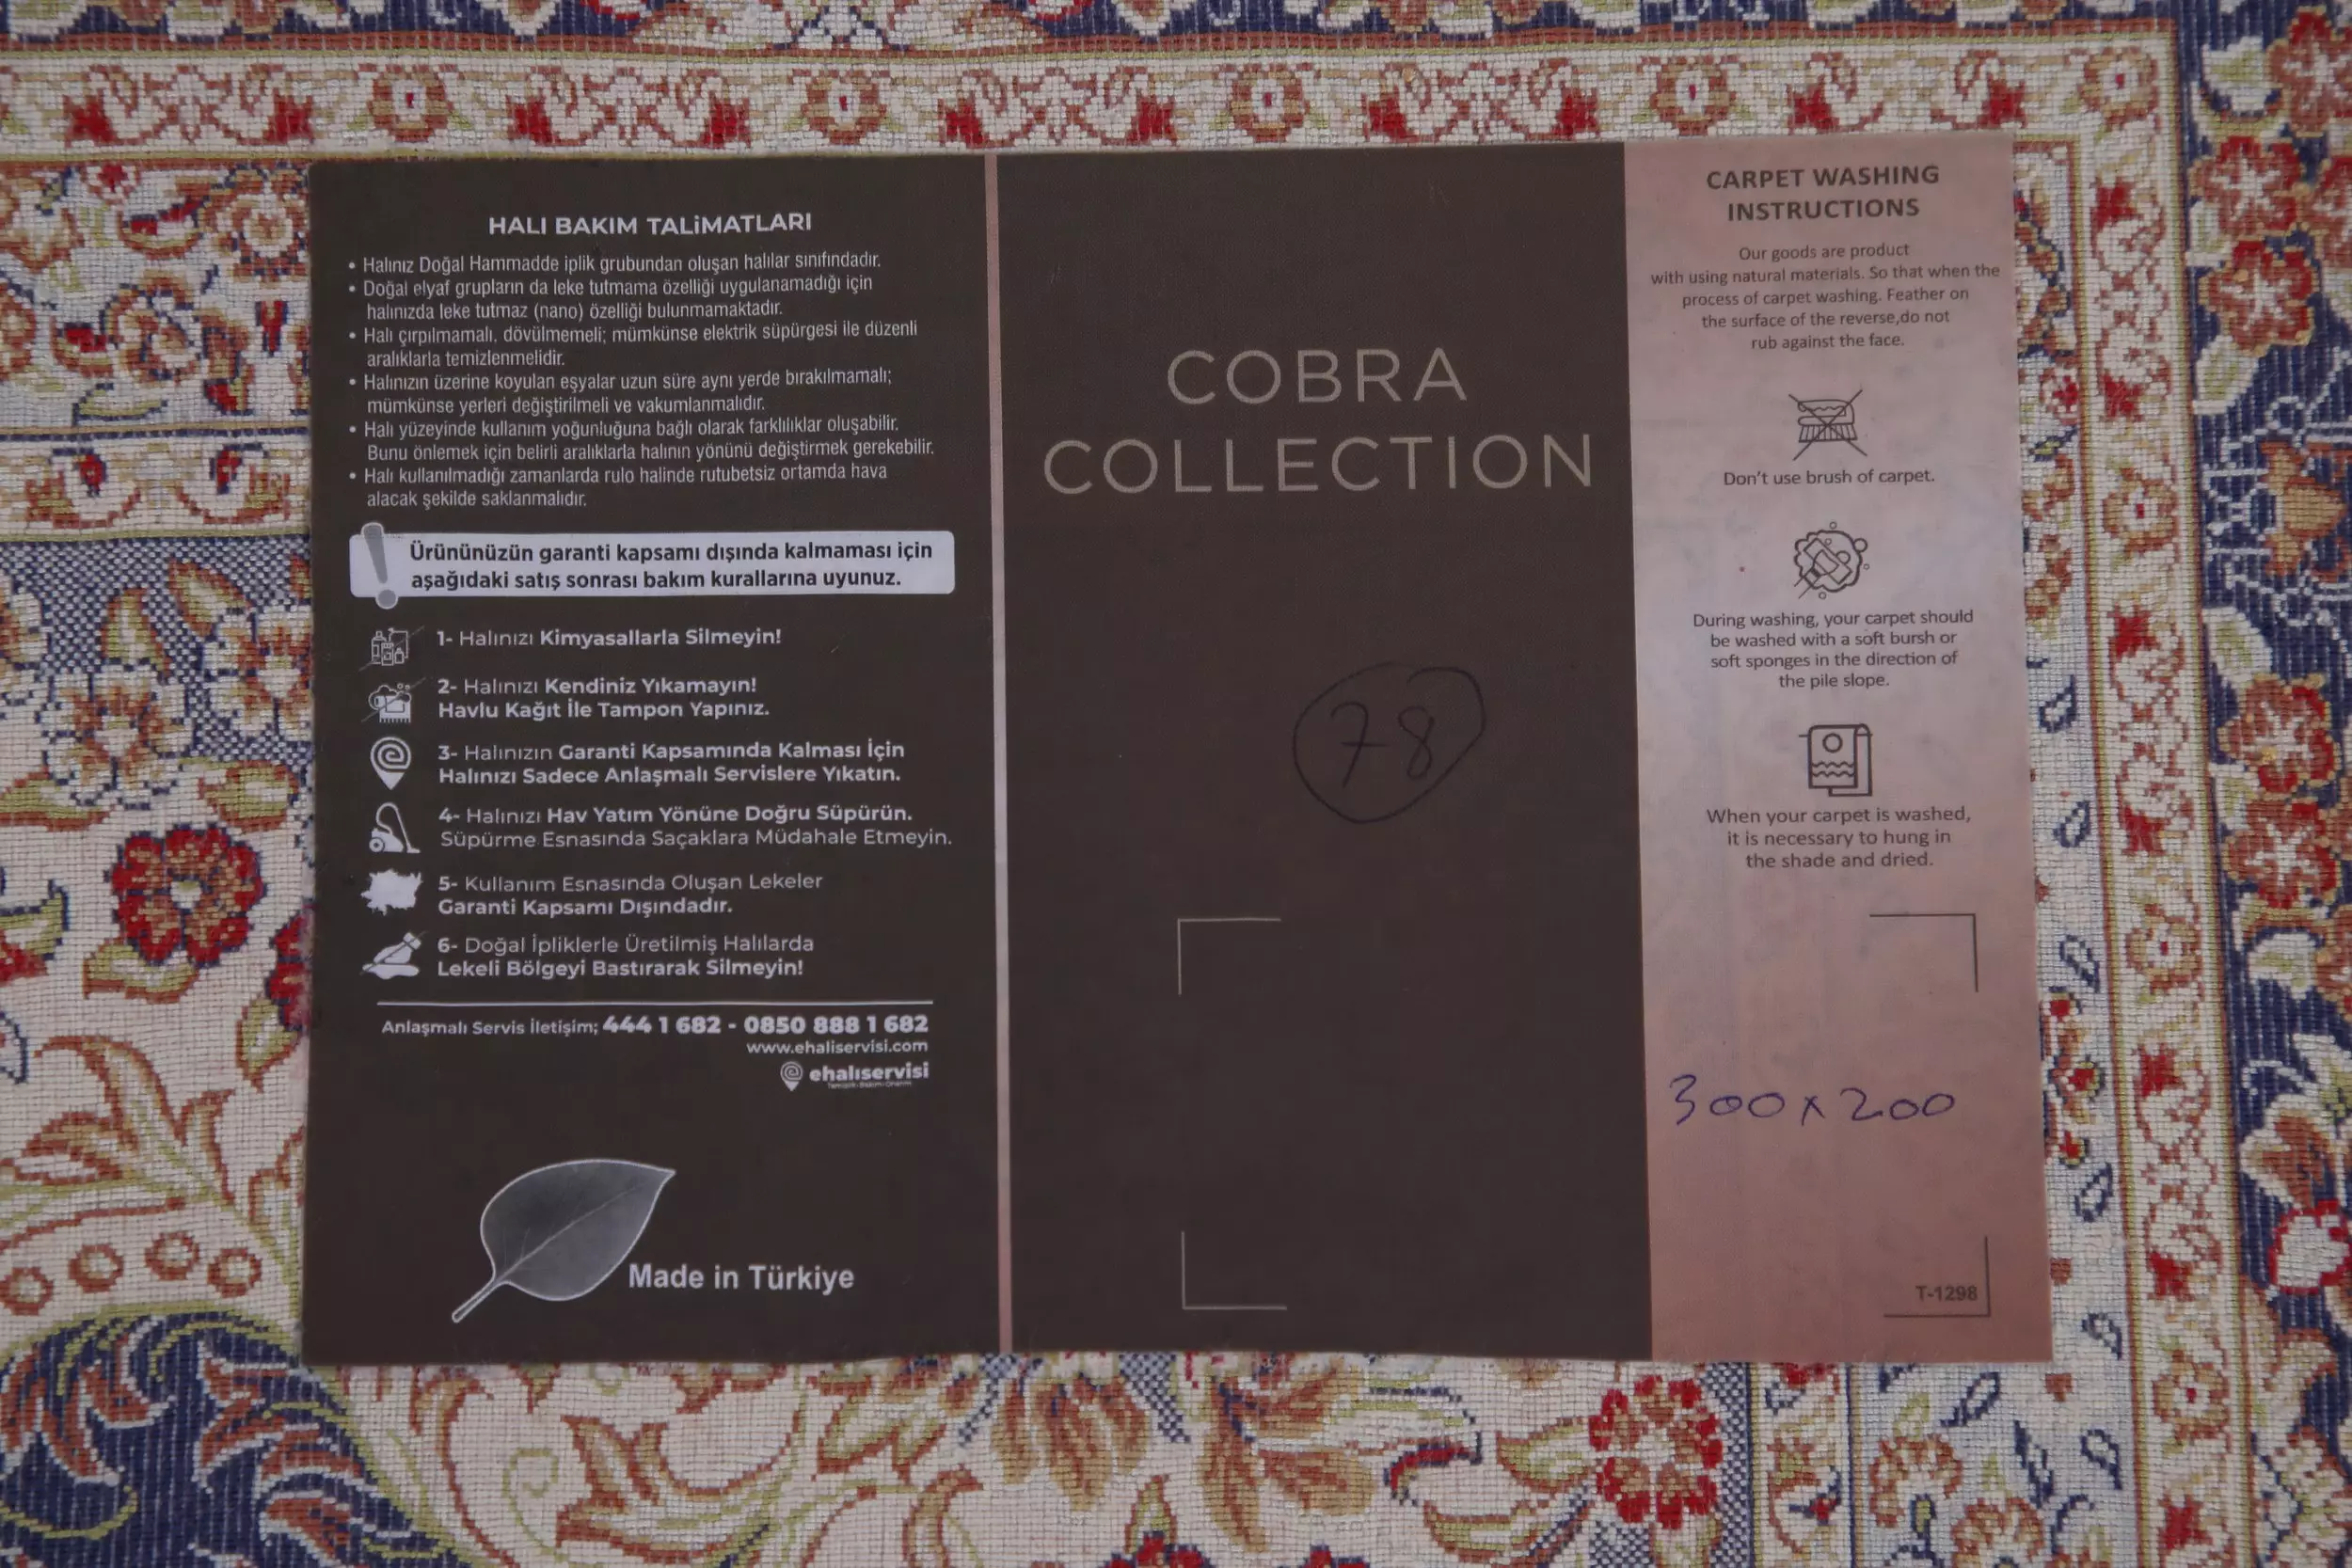 HALI BAKIM TALiMATLARI
• Halınız Doğal Hammadde iplik grubundan oluşan halılar sınıfındadır.
• Doğal elyaf grupların da leke tutmama özelliği uygulanamadığı için
halınızda leke tutmaz (nano) özelliği bulunmamaktadır.
• Halı çırpılmamalı, dövülmemeli; mümkünse elektrik süpürgesi ile düzenli
aralıklarla temizlenmelidir.
• Halınızın üzerine koyulan eşyalar uzun süre aynı yerde bırakılmamalı;
mümkünse yerleri değiştirilmeli ve vakumlanmalıdır.
• Halı yüzeyinde kullanım yoğunluğuna bağlı olarak farklılıklar oluşabilir.
Bunu önlemek için belirli aralıklarla halının yönünü değiştirmek gerekebilir.
• Halı kullanılmadığı zamanlarda rulo halinde rutubetsiz ortamda hava
alacak şekilde saklanmalıdır.
Ürününüzün garanti kapsamı dışında kalmaması için
aşağıdaki satış sonrası bakım kurallarına uyunuz.
1- Halınızı Kimyasallarla Silmeyin!
2- Halınızı Kendiniz Yıkamayın!
Havlu Kağıt İle Tampon Yapınız.
3- Halınızın Garanti Kapsamında Kalması İçin
Halınızı Sadece Anlaşmalı Servislere Yıkatın.
4- Halınızı Hav Yatım Yönüne Doğru Süpürün.
Süpürme Esnasında Saçaklara Müdahale Etmeyin.
5- Kullanım Esnasında Oluşan Lekeler
Garanti Kapsamı Dışındadır.
6- Doğal İpliklerle Üretilmiş Halılarda
Lekeli Bölgeyi Bastırarak Silmeyin!
Anlaşmalı Servis İletişim; 444 1 682 - 0850 888 1 682
www.ehaliservisi.com
ehalıservisi
Made in Türkiye
COBRA
COLLECTION
78
CARPET WASHING
INSTRUCTIONS
Our goods are product
with using natural materials. So that when the
process of carpet washing. Feather on
the surface of the reverse,do not
rub against the face.
Don't use brush of carpet.
During washing, your carpet should
be washed with a soft bursh or
soft sponges in the direction of
the pile slope.
When your carpet is washed,
it is necessary to hung in
the shade and dried.
300x200
T-1298